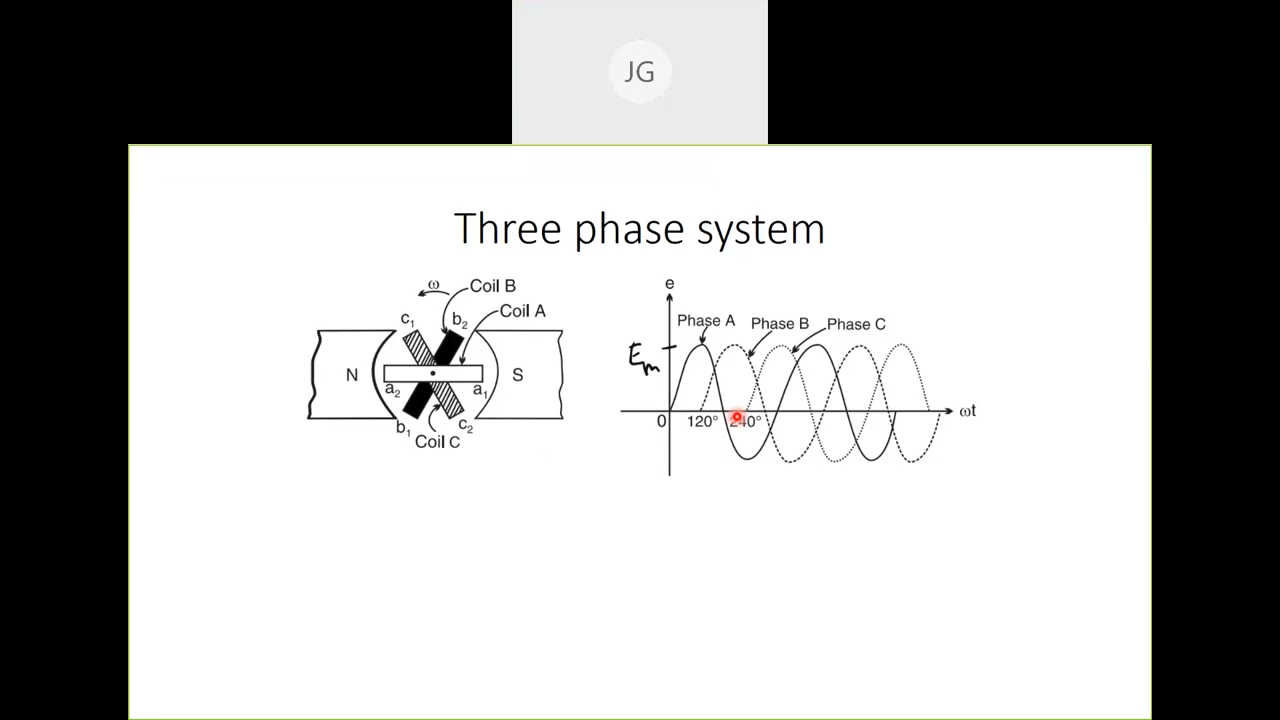 JG
Three phase system
ω
Coil B
Coil A
c1
b2
N
S
a2
a1
b1
c2
Coil C
e
Phase A
Phase B
Phase C
Em
0
120°
240°
ωt